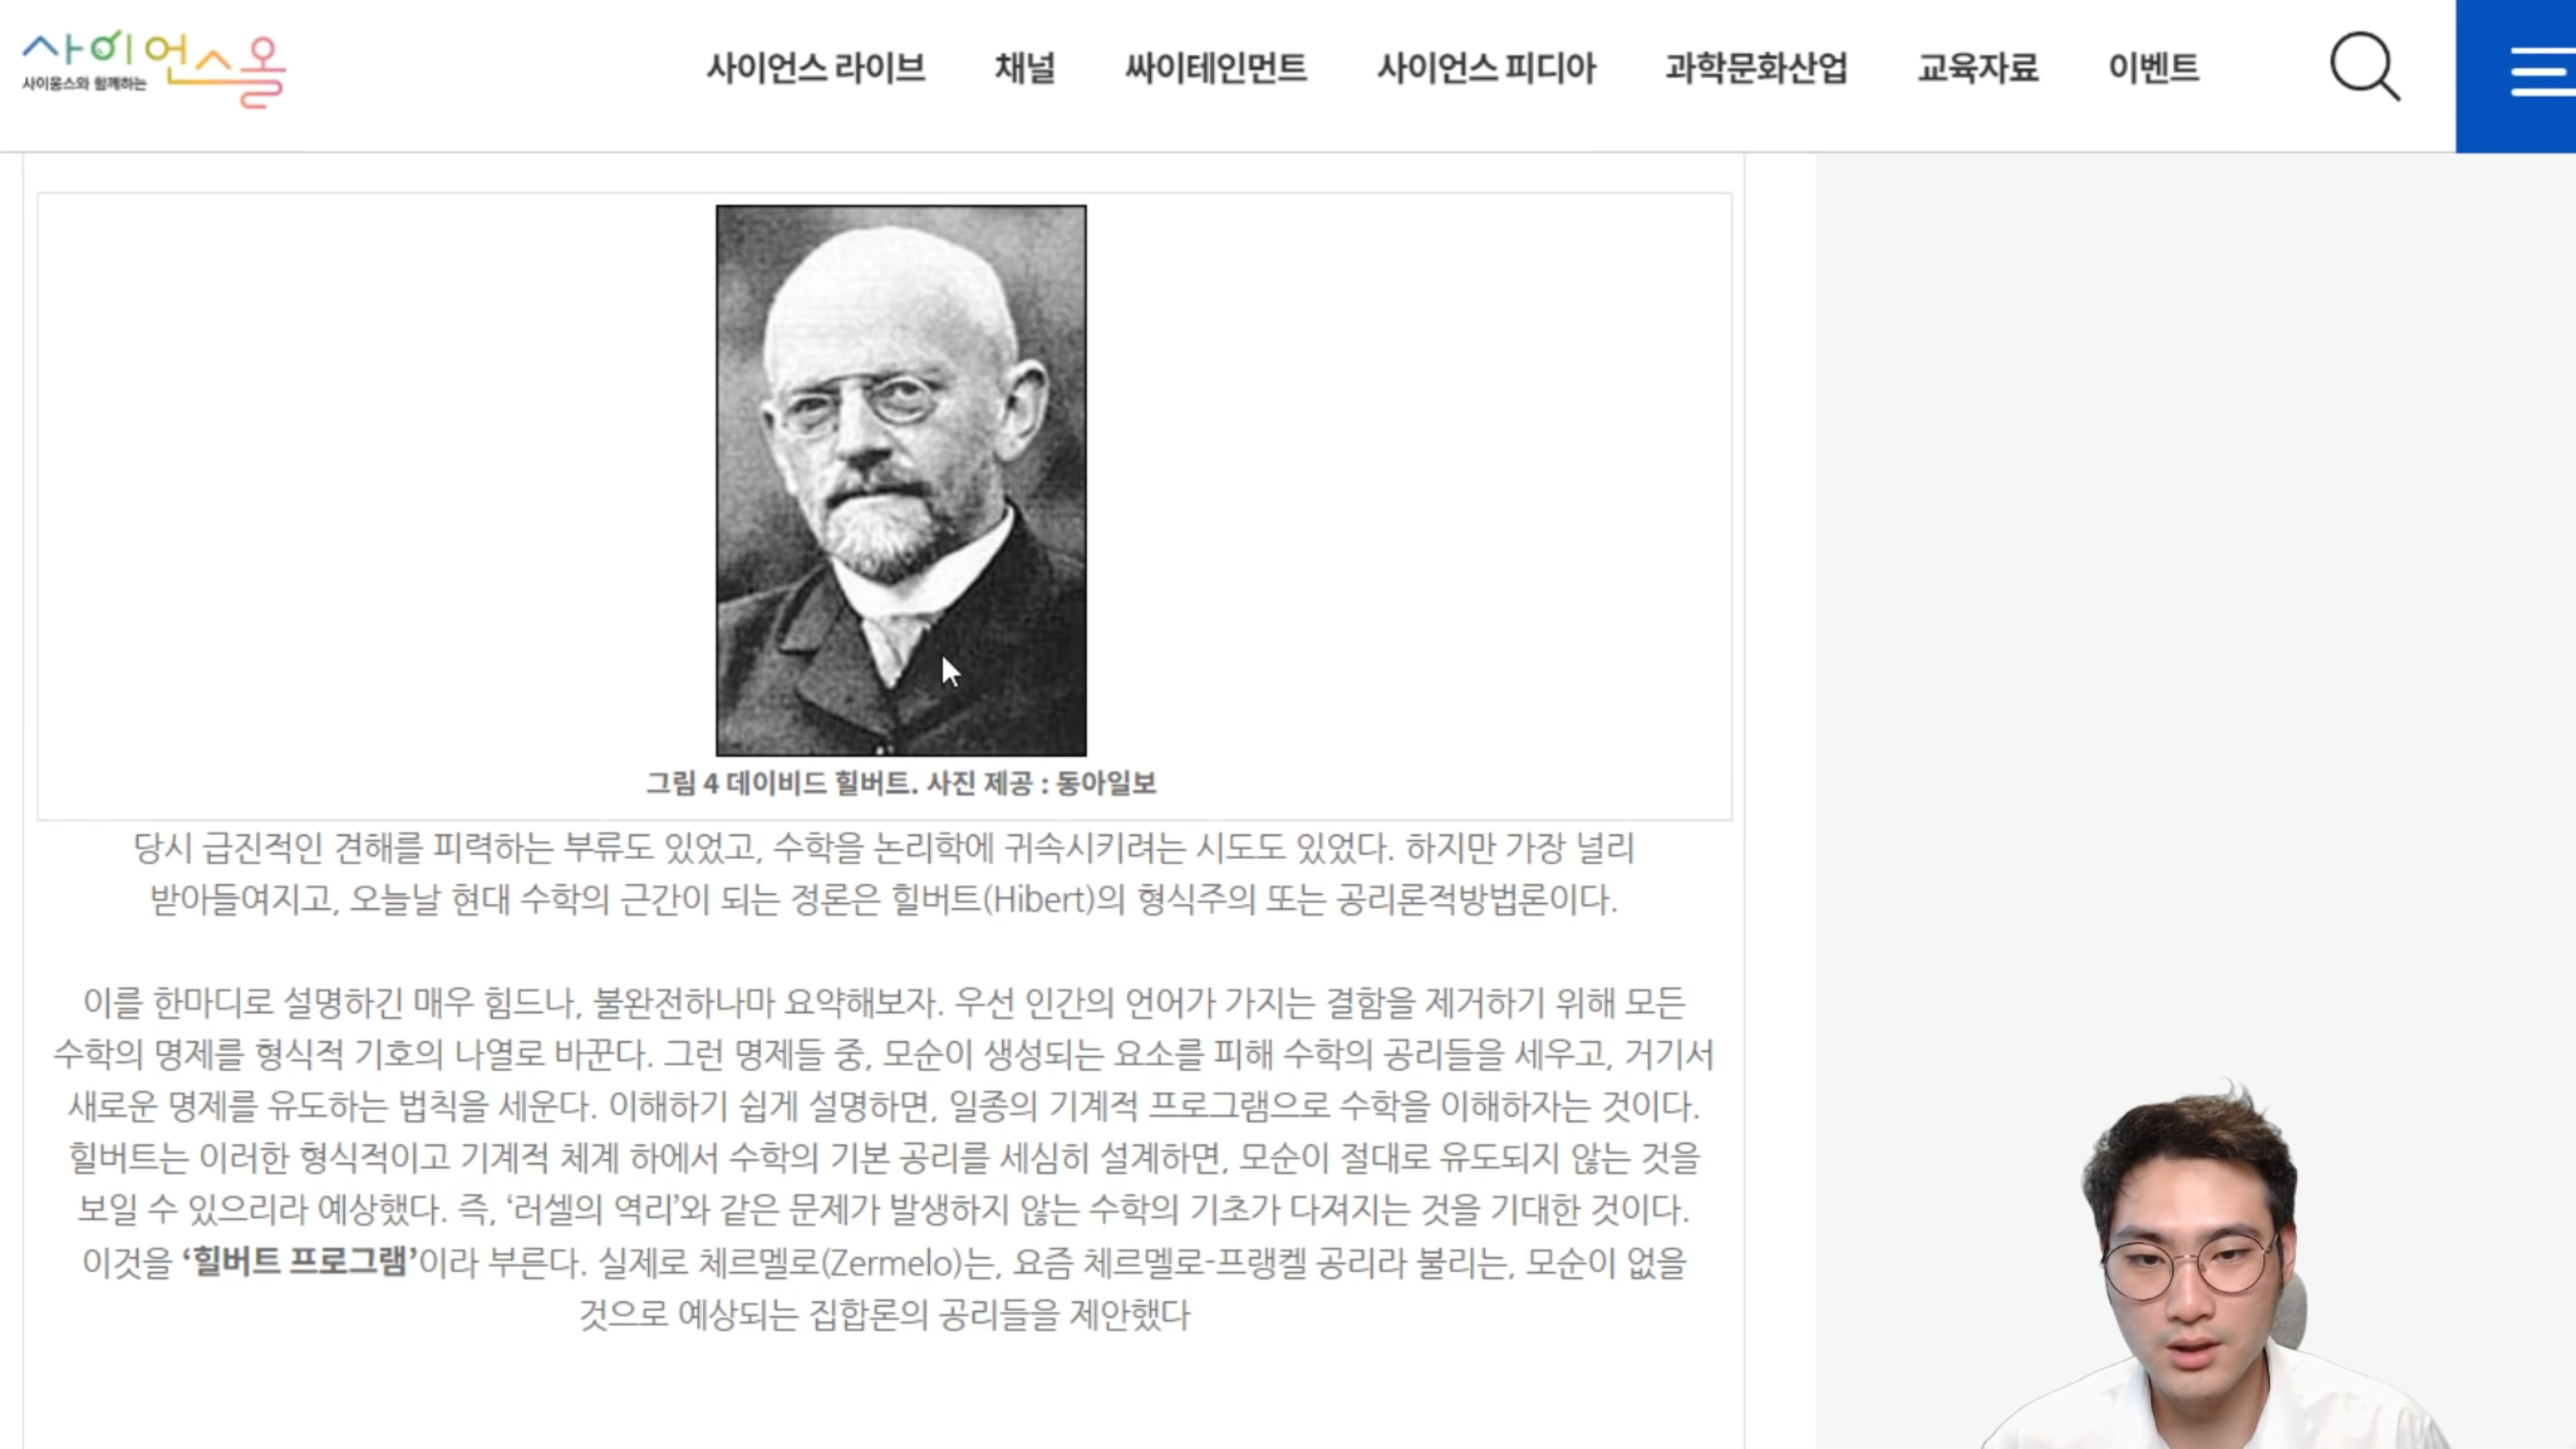 사이언스올
사이웅스와 함께하는
사이언스 라이브 채널 싸이테인먼트 사이언스 피디아 과학문화산업 교육자료 이벤트
그림 4 데이비드 힐버트. 사진 제공 : 동아일보
당시 급진적인 견해를 피력하는 부류도 있었고, 수학을 논리학에 귀속시키려는 시도도 있었다. 하지만 가장 널리
받아들여지고, 오늘날 현대 수학의 근간이 되는 정론은 힐버트(Hibert)의 형식주의 또는 공리론적방법론이다.
이를 한마디로 설명하긴 매우 힘드나, 불완전하나마 요약해보자. 우선 인간의 언어가 가지는 결함을 제거하기 위해 모든
수학의 명제를 형식적 기호의 나열로 바꾼다. 그런 명제들 중, 모순이 생성되는 요소를 피해 수학의 공리들을 세우고, 거기서
새로운 명제를 유도하는 법칙을 세운다. 이해하기 쉽게 설명하면, 일종의 기계적 프로그램으로 수학을 이해하자는 것이다.
힐버트는 이러한 형식적이고 기계적 체계 하에서 수학의 기본 공리를 세심히 설계하면, 모순이 절대로 유도되지 않는 것을
보일 수 있으리라 예상했다. 즉, ‘러셀의 역리’와 같은 문제가 발생하지 않는 수학의 기초가 다져지는 것을 기대한 것이다.
이것을 ‘힐버트 프로그램’이라 부른다. 실제로 체르멜로(Zermelo)는, 요즘 체르멜로-프랭켈 공리라 불리는, 모순이 없을
것으로 예상되는 집합론의 공리들을 제안했다